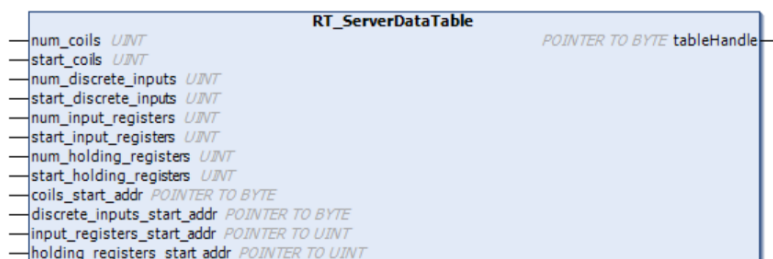 RT_ServerDataTable
num_coils UINT POINTER TO BYTE tableHandle
start_coils UINT
num_discrete_inputs UINT
start_discrete_inputs UINT
num_input_registers UINT
start_input_registers UINT
num_holding_registers UINT
start_holding_registers UINT
coils_start_addr POINTER TO BYTE
discrete_inputs_start_addr POINTER TO BYTE
input_registers_start_addr POINTER TO UINT
holding_registers_start_addr POINTER TO UINT